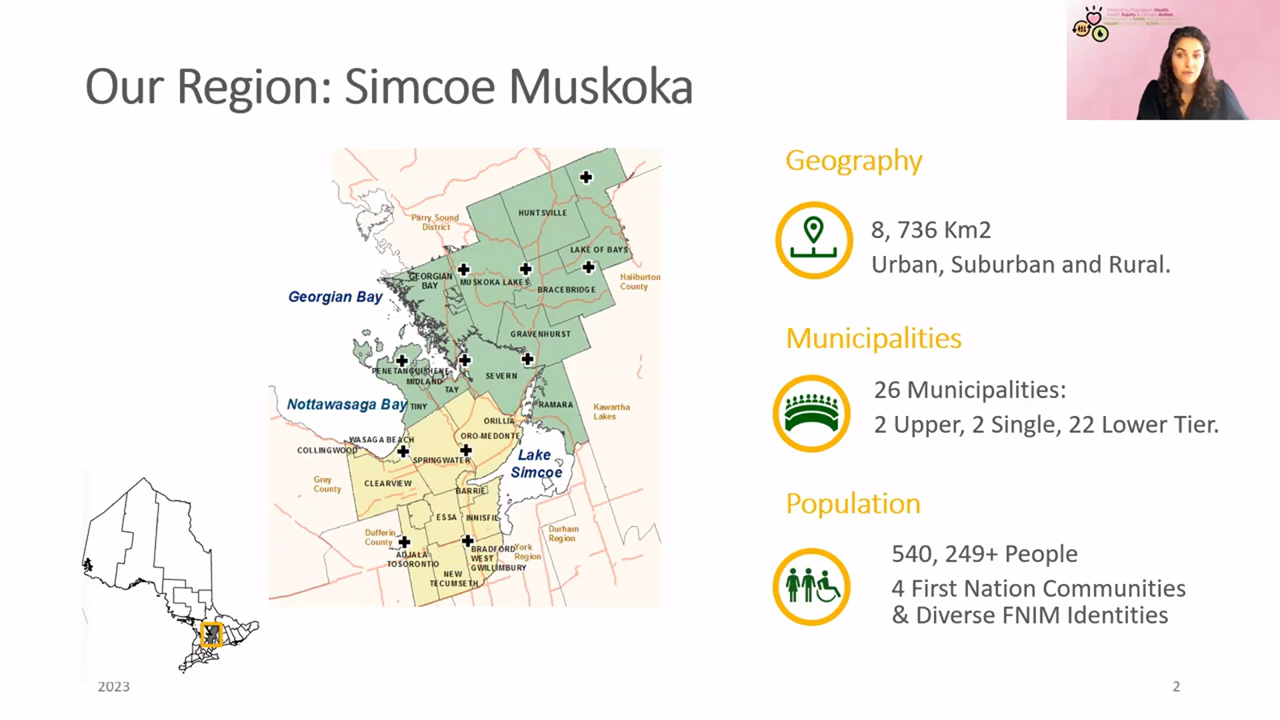 Our Region: Simcoe Muskoka
HUNTSVILLE
Parry Sound
District
LAKE OF BAYS
GEORGIAN
BAY
MUSKOKA LAKES
BRACEBRIDGE
Haliburton
County
Georgian Bay
GRAVENHURST
PENETANGUISHENE
MIDLAND
SEVERN
TAY
Nottawasaga Bay
TINY
RAMARA
Kawartha
Lakes
ORILLIA
WASAGA BEACH
ORO-MEDONTE
COLLINGWOOD
SPRINGWATER
Lake
Simcoe
Grey
County
CLEARVIEW
BARRIE
ESSA
INNISFIL
Dufferin
County
Durham
Region
ADJALA-
TOSORONTIO
BRADFORD
WEST
GWILLIMBURY
York
Region
NEW
TECUMSETH
Geography
8, 736 Km2
Urban, Suburban and Rural.
Municipalities
26 Municipalities:
2 Upper, 2 Single, 22 Lower Tier.
Population
540, 249+ People
4 First Nation Communities
& Diverse FNIM Identities
2023
2